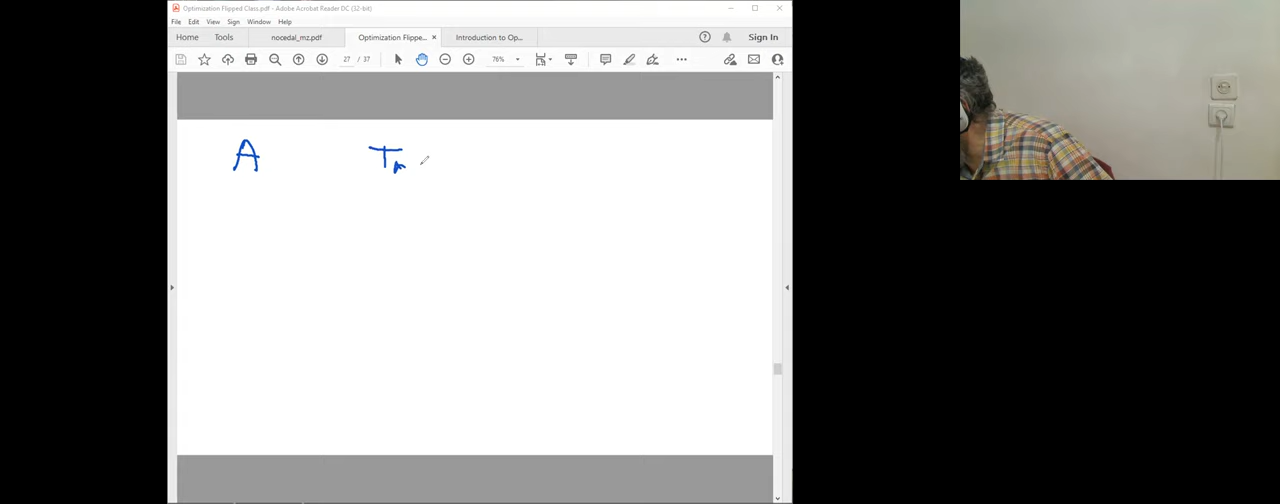 Optimization Flipped Class.pdf - Adobe Acrobat Reader DC (32-bit)
File Edit View Sign Window Help
Home Tools nocedal_mz.pdf Optimization Flippe... × Introduction to Op... ? Sign In
27 / 37 76%
A Tr